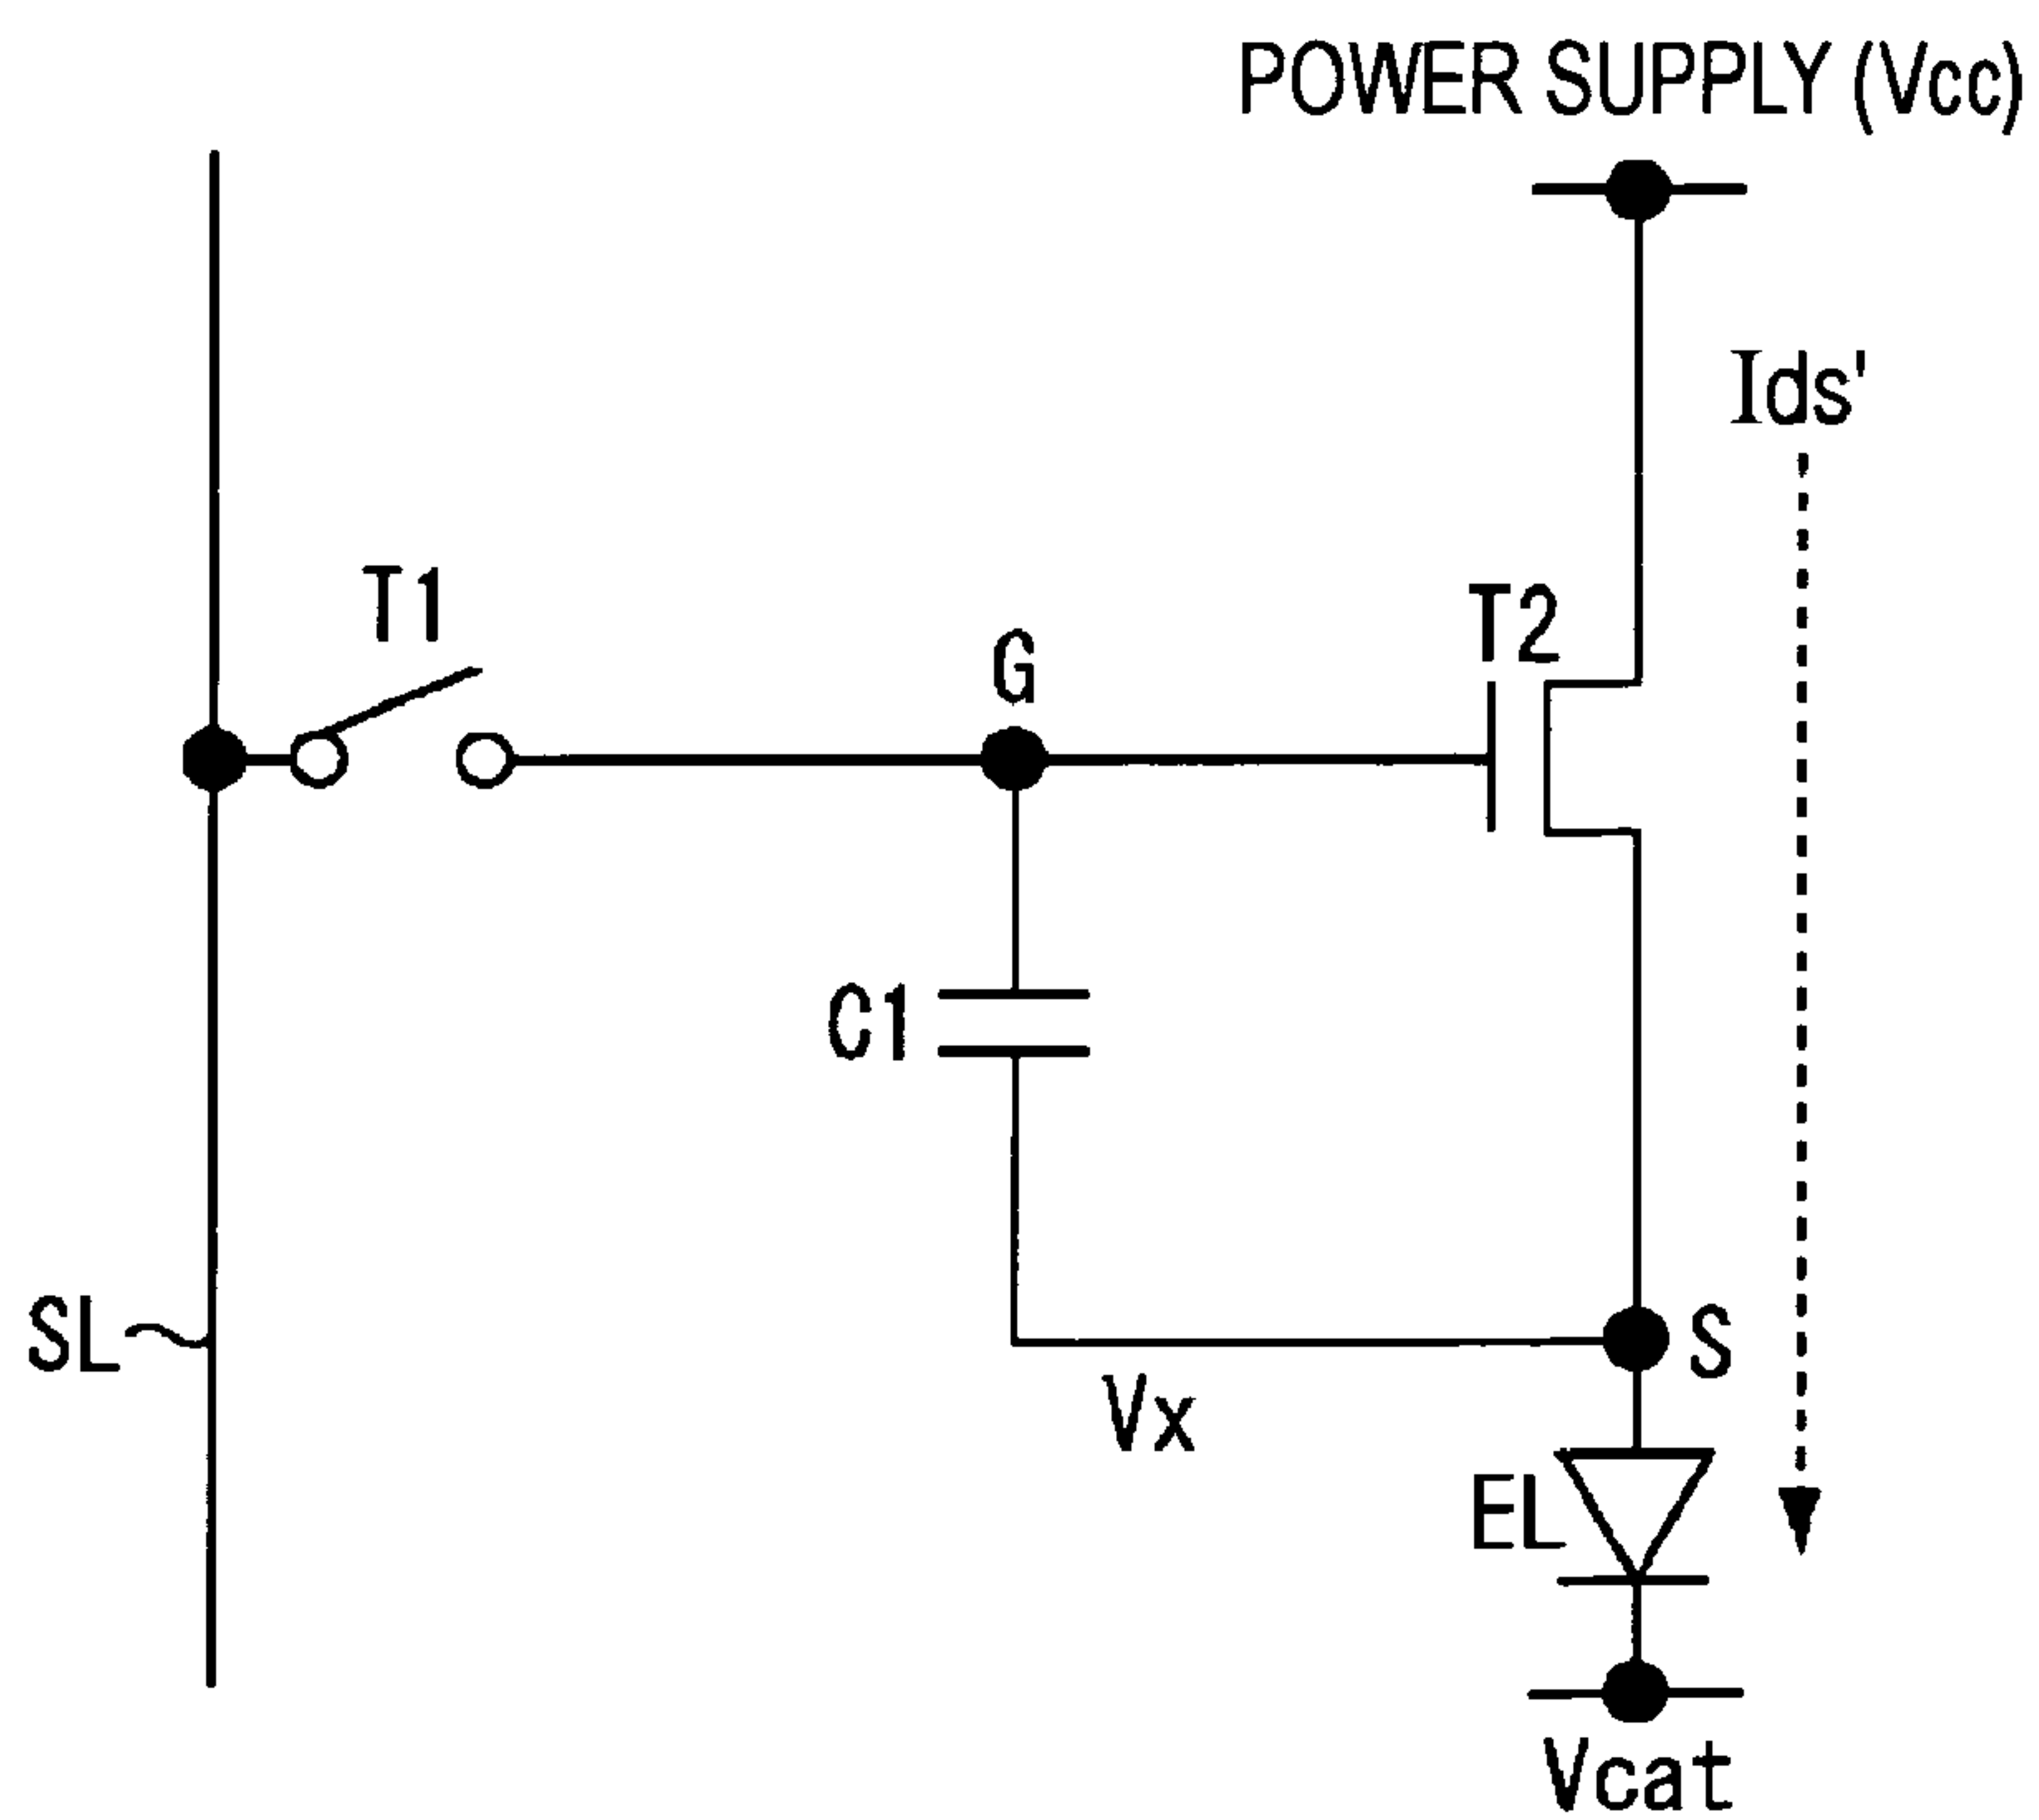 POWER SUPPLY (Vcc)
Ids'
T1
T2
G
C1
SL
S
Vx
EL
Vcat